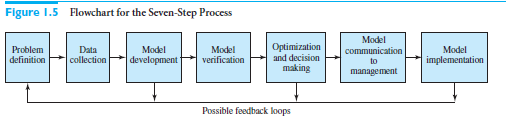 Figure 1.5 Flowchart for the Seven-Step Process
Problem
definition
Data
collection
Model
development
Model
verification
Optimization
and decision
making
Model
communication
to
management
Model
implementation
Possible feedback loops